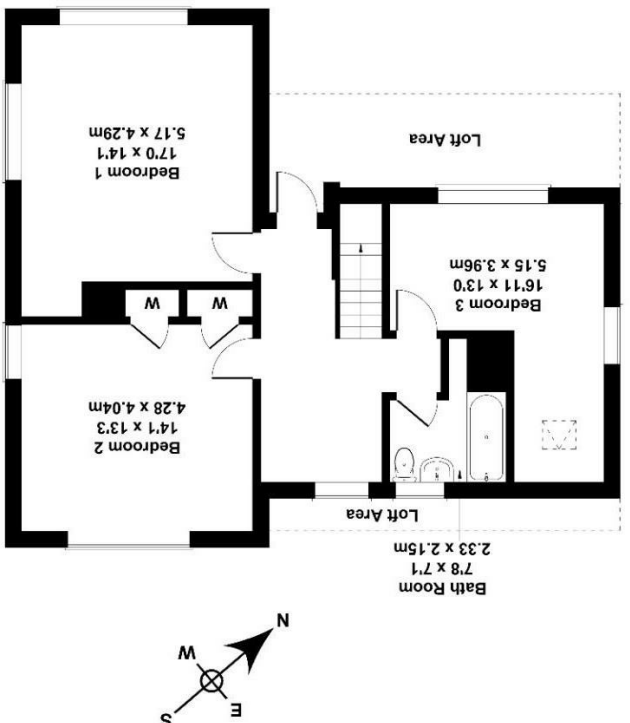 S
E
W
N
Bath Room
7'8 x 7'1
2.33 x 2.15m
Loft Area
Bedroom 2
14'1 x 13'3
4.28 x 4.04m
Bedroom 3
16'11 x 13'0
5.15 x 3.96m
W
W
Bedroom 1
17'0 x 14'1
5.17 x 4.29m
Loft Area